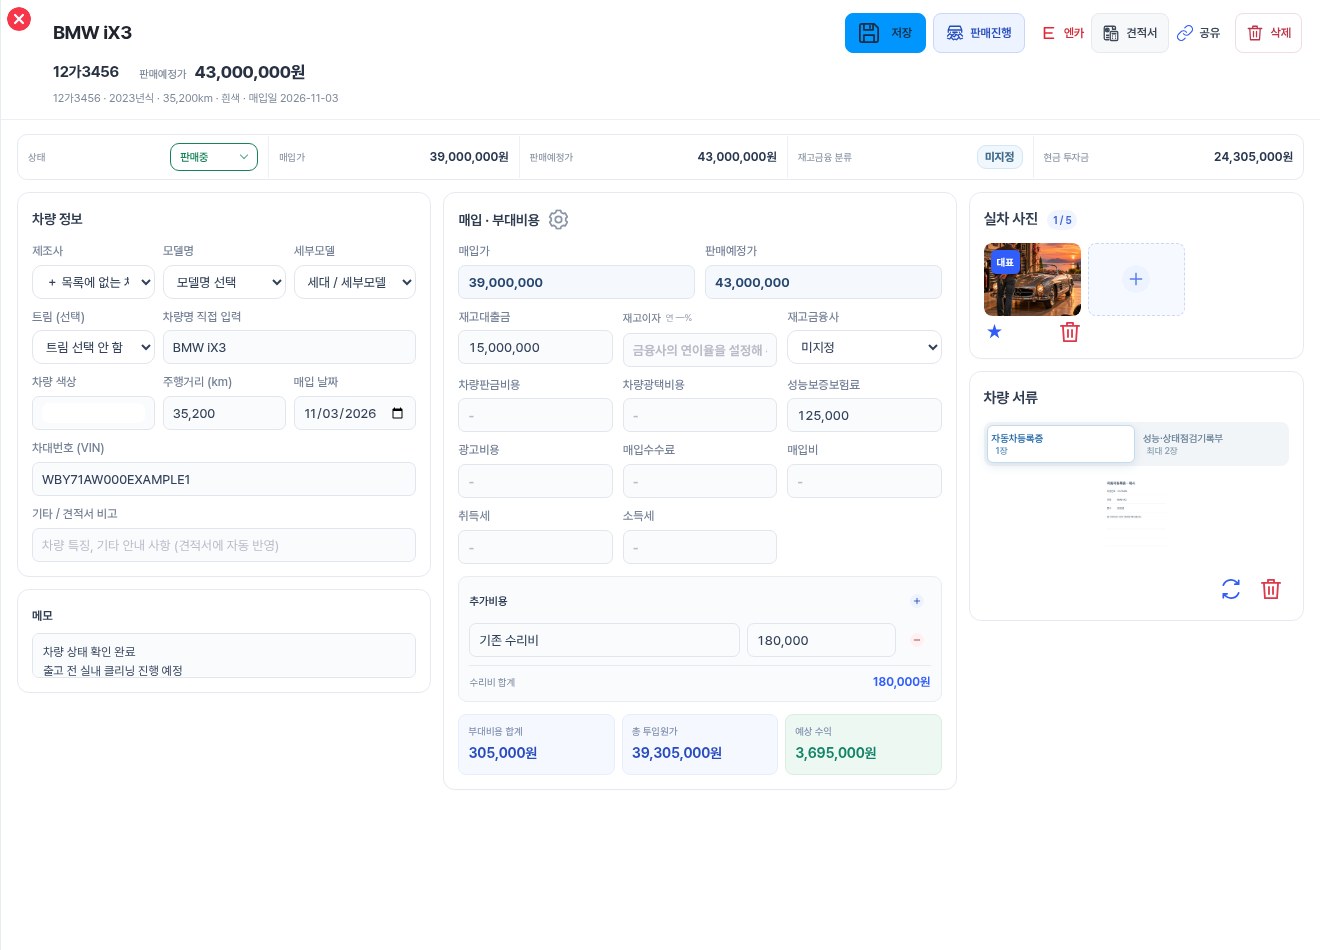 BMW iX3
저장
판매진행
엔카
견적서
공유
삭제
12가3456 판매예정가 43,000,000원
12가3456 · 2023년식 · 35,200km · 흰색 · 매입일 2026-11-03
상태 판매중
매입가 39,000,000원
판매예정가 43,000,000원
재고금융 분류 미지정
현금 투자금 24,305,000원
차량 정보
제조사 모델명 세부모델
+ 목록에 없는 모델명 선택 세대 / 세부모델
트림 (선택) 차량명 직접 입력
트림 선택 안 함 BMW iX3
차량 색상 주행거리 (km) 매입 날짜
35,200 11/03/2026
차대번호 (VIN)
WBY71AW000EXAMPLE1
기타 / 견적서 비고
차량 특징, 기타 안내 사항 (견적서에 자동 반영)
메모
차량 상태 확인 완료
출고 전 실내 클리닝 진행 예정
매입 · 부대비용
매입가 판매예정가
39,000,000 43,000,000
재고대출금 재고이자 연 —% 재고금융사
15,000,000 금융사의 연이율을 설정해 미지정
차량판금비용 차량광택비용 성능보증보험료
- - 125,000
광고비용 매입수수료 매입비
- - -
취득세 소득세
- -
추가비용 +
기존 수리비 180,000 −
수리비 합계 180,000원
부대비용 합계 총 투입원가 예상 수익
305,000원 39,305,000원 3,695,000원
실차 사진 1 / 5
대표
차량 서류
자동차등록증 성능·상태점검기록부
1장 최대 2장